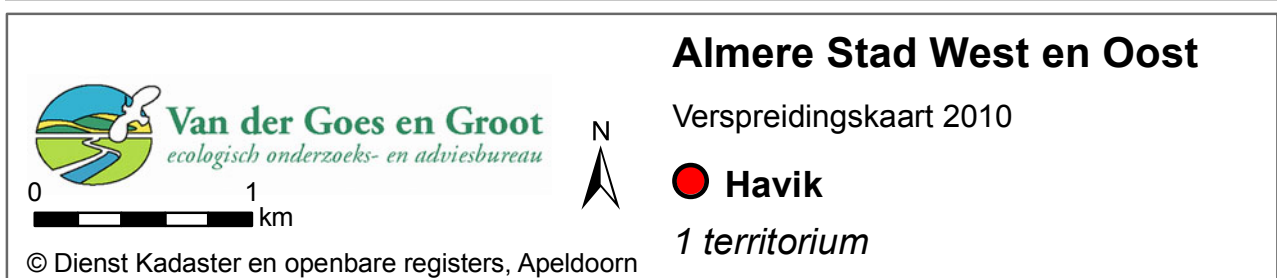 Almere Stad West en Oost
Verspreidingskaart 2010
Havik
1 territorium
Van der Goes en Groot
ecologisch onderzoeks- en adviesbureau
N
0 1
km
© Dienst Kadaster en openbare registers, Apeldoorn